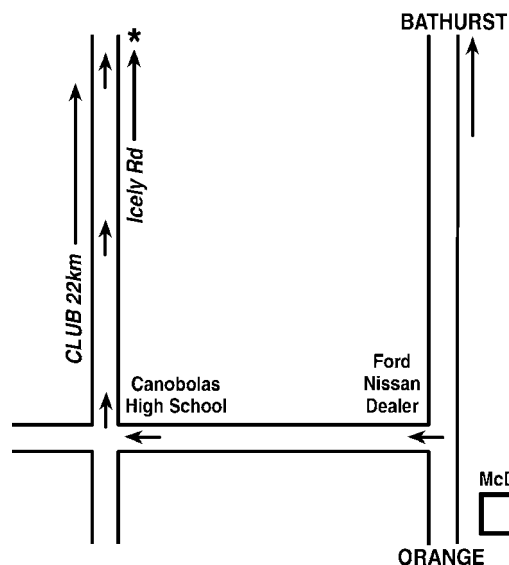 BATHURST
*
Icely Rd
CLUB 22km
Canobolas
High School
Ford
Nissan
Dealer
ORANGE